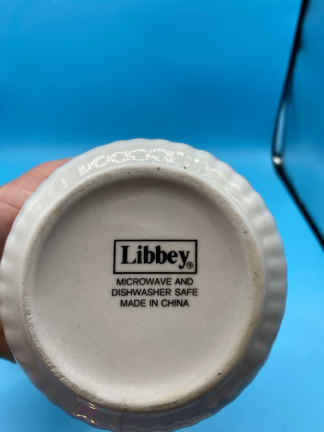 Libbey®
MICROWAVE AND
DISHWASHER SAFE
MADE IN CHINA